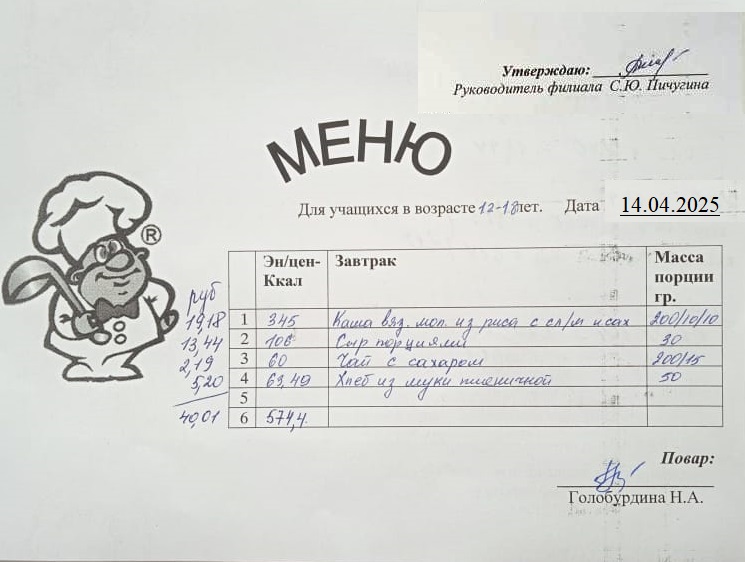 Утверждаю:
Руководитель филиала С.Ю. Пичугина
МЕНЮ
Для учащихся в возрасте 12-18 лет. Дата 14.04.2025
®
руб
Эн/цен-Ккал Завтрак Масса порции гр.
19,18 1 345 Каша вяз. мол. из риса с сл/м и сах 200/10/10
13,44 2 108 Сыр порциями 30
2,19 3 60 Чай с сахаром 200/15
5,20 4 63,49 Хлеб из муки пшеничной 50
5
40,01 6 574,4
Повар:
Голобурдина Н.А.